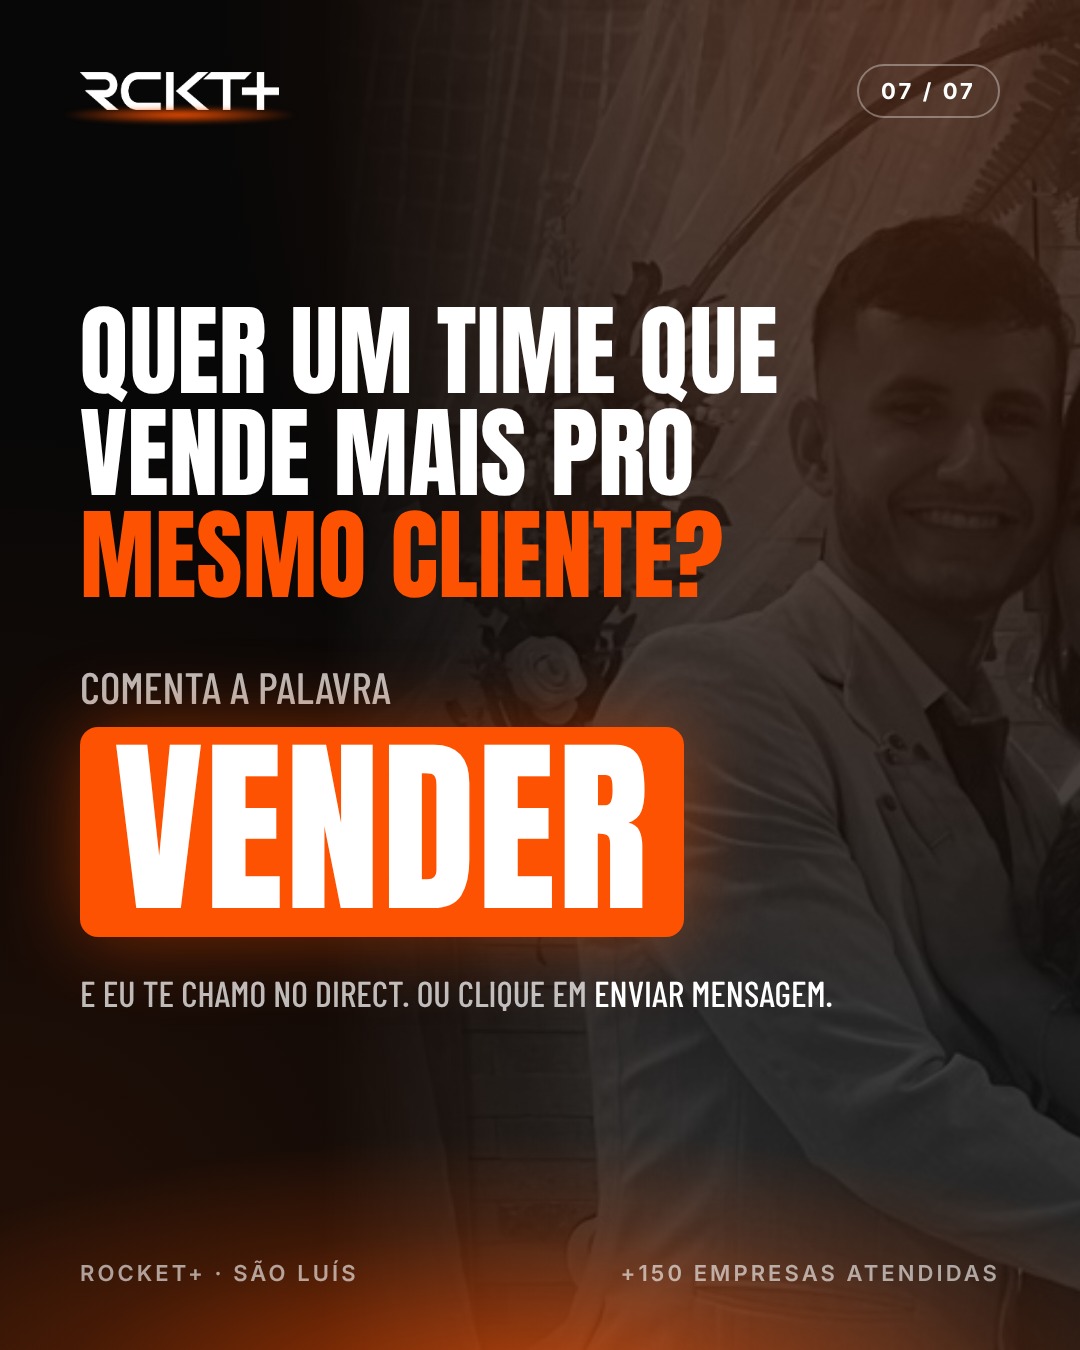 RCKT+
07 / 07
QUER UM TIME QUE
VENDE MAIS PRO
MESMO CLIENTE?
COMENTA A PALAVRA
VENDER
E EU TE CHAMO NO DIRECT. OU CLIQUE EM ENVIAR MENSAGEM.
ROCKET+ · SÃO LUÍS
+150 EMPRESAS ATENDIDAS